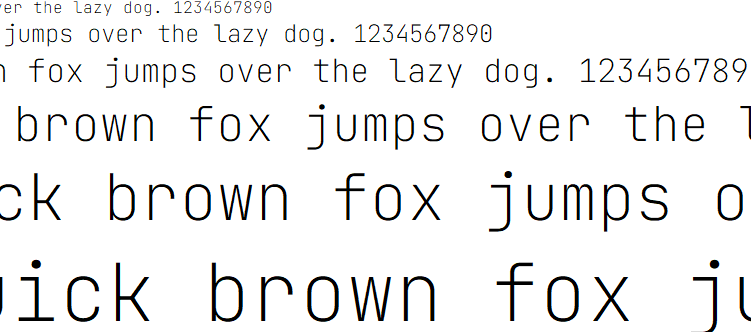 ver the lazy dog. 1234567890
jumps over the lazy dog. 1234567890
n fox jumps over the lazy dog. 123456789
brown fox jumps over the l
ck brown fox jumps o
uick brown fox ju